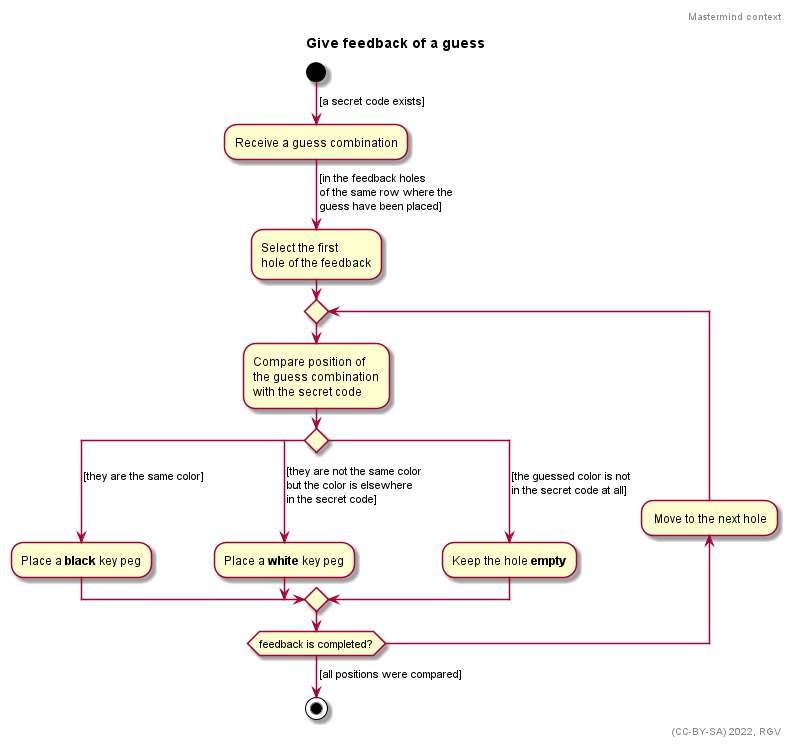 Mastermind context
Give feedback of a guess
[a secret code exists]
Receive a guess combination
[in the feedback holes
of the same row where the
guess have been placed]
Select the first
hole of the feedback
Compare position of
the guess combination
with the secret code
[they are the same color]
[they are not the same color
but the color is elsewhere
in the secret code]
[the guessed color is not
in the secret code at all]
Move to the next hole
Place a black key peg
Place a white key peg
Keep the hole empty
feedback is completed?
[all positions were compared]
(CC-BY-SA) 2022, RGV